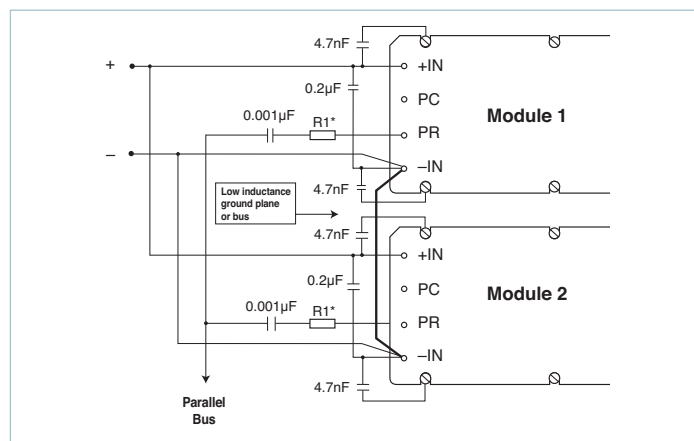 4.7nF
+
+IN
0.2µF
PC
Module 1
0.001µF
R1*
PR
–
–IN
4.7nF
Low inductance
ground plane
or bus
4.7nF
+IN
0.2µF
PC
Module 2
0.001µF
R1*
PR
–IN
4.7nF
Parallel
Bus